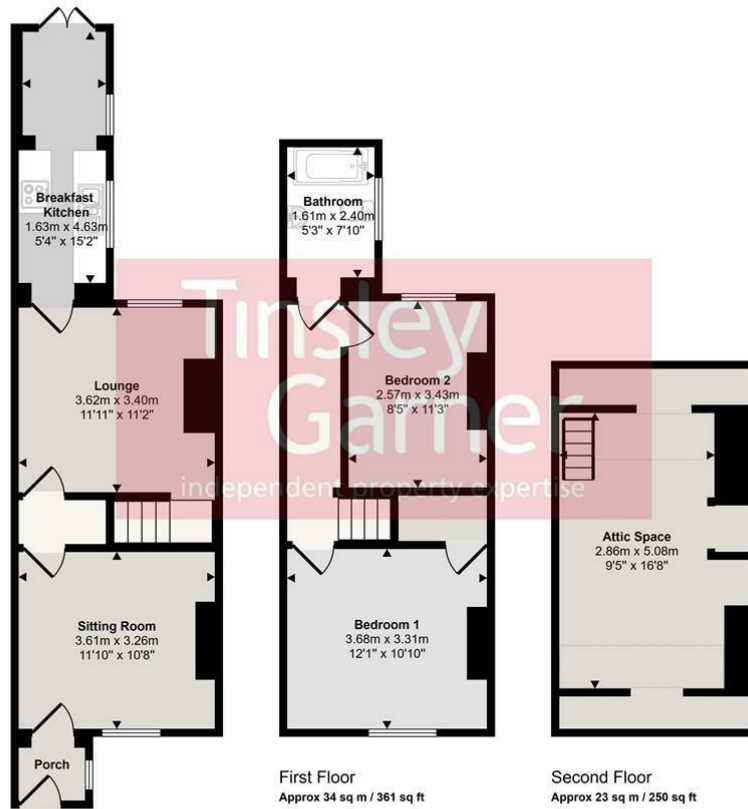 Breakfast
Kitchen
1.63m x 4.63m
5'4" x 15'2"
Lounge
3.62m x 3.40m
11'11" x 11'2"
Sitting Room
3.61m x 3.26m
11'10" x 10'8"
Porch
Bathroom
1.61m x 2.40m
5'3" x 7'10"
Bedroom 2
2.57m x 3.43m
8'5" x 11'3"
Bedroom 1
3.68m x 3.31m
12'1" x 10'10"
First Floor
Approx 34 sq m / 361 sq ft
Attic Space
2.86m x 5.08m
9'5" x 16'8"
Second Floor
Approx 23 sq m / 250 sq ft
Tinsley
Garner
independent property expertise